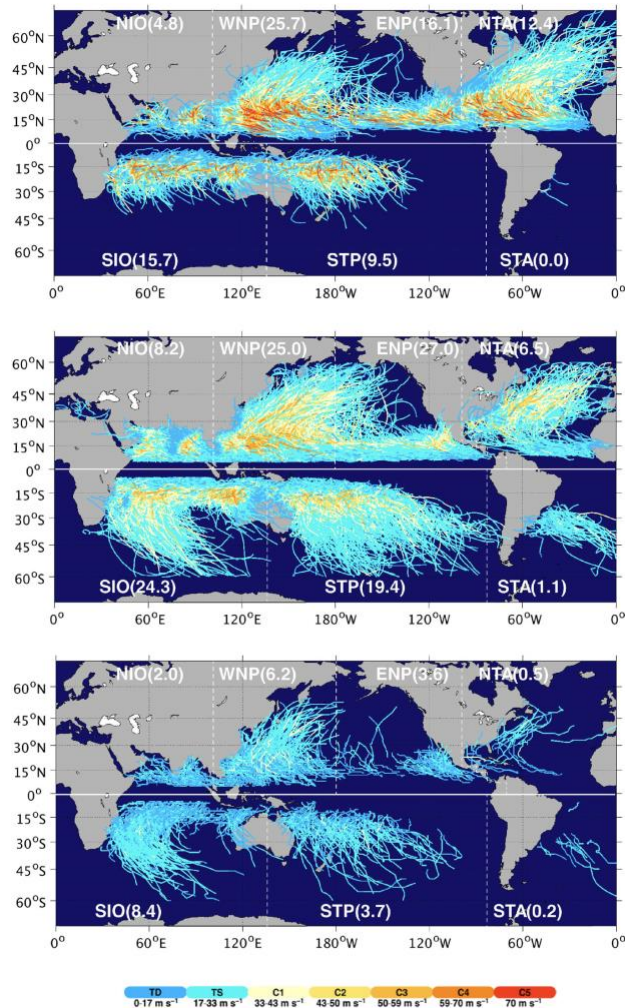 NIO(4.8) WNP(25.7) ENP(16.1) NTA(12.4)
60°N
45°N
30°N
15°N
0°
15°S
30°S
45°S
60°S
SIO(15.7) STP(9.5) STA(0.0)
0° 60°E 120°E 180°E 120°W 60°W 0°
NIO(8.2) WNP(25.0) ENP(27.0) NTA(6.5)
60°N
45°N
30°N
15°N
0°
15°S
30°S
45°S
60°S
SIO(24.3) STP(19.4) STA(1.1)
0° 60°E 120°E 180°E 120°W 60°W 0°
NIO(2.0) WNP(6.2) ENP(3.6) NTA(0.5)
60°N
45°N
30°N
15°N
0°
15°S
30°S
45°S
60°S
SIO(8.4) STP(3.7) STA(0.2)
0° 60°E 120°E 180°E 120°W 60°W 0°
TD TS C1 C2 C3 C4 C5
0-17 m s⁻¹ 17-33 m s⁻¹ 33-43 m s⁻¹ 43-50 m s⁻¹ 50-59 m s⁻¹ 59-70 m s⁻¹ 70 m s⁻¹